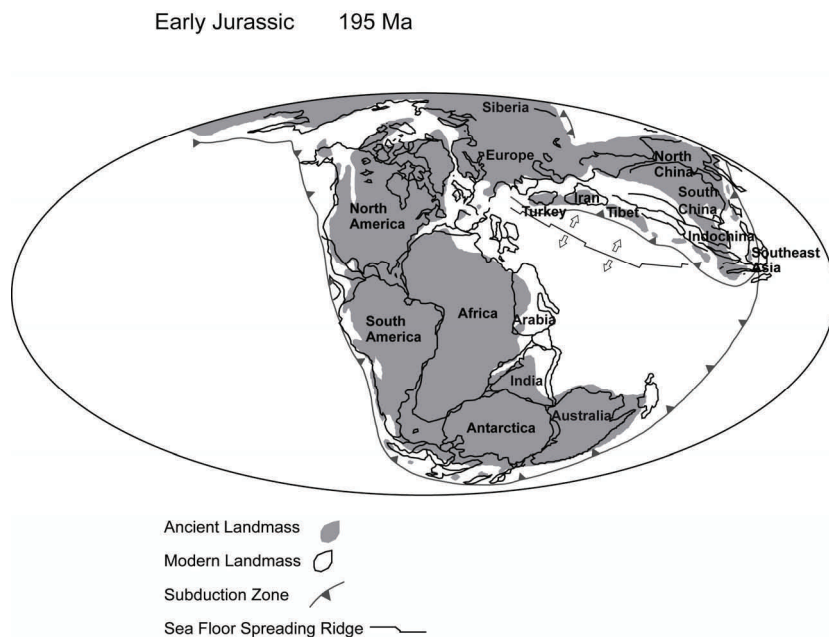 Early Jurassic 195 Ma
Siberia
Europe
North
China
South
China
North
America
Turkey
Iran
Tibet
Indochina
Southeast
Asia
South
America
Africa
Arabia
India
Antarctica
Australia
Ancient Landmass
Modern Landmass
Subduction Zone
Sea Floor Spreading Ridge